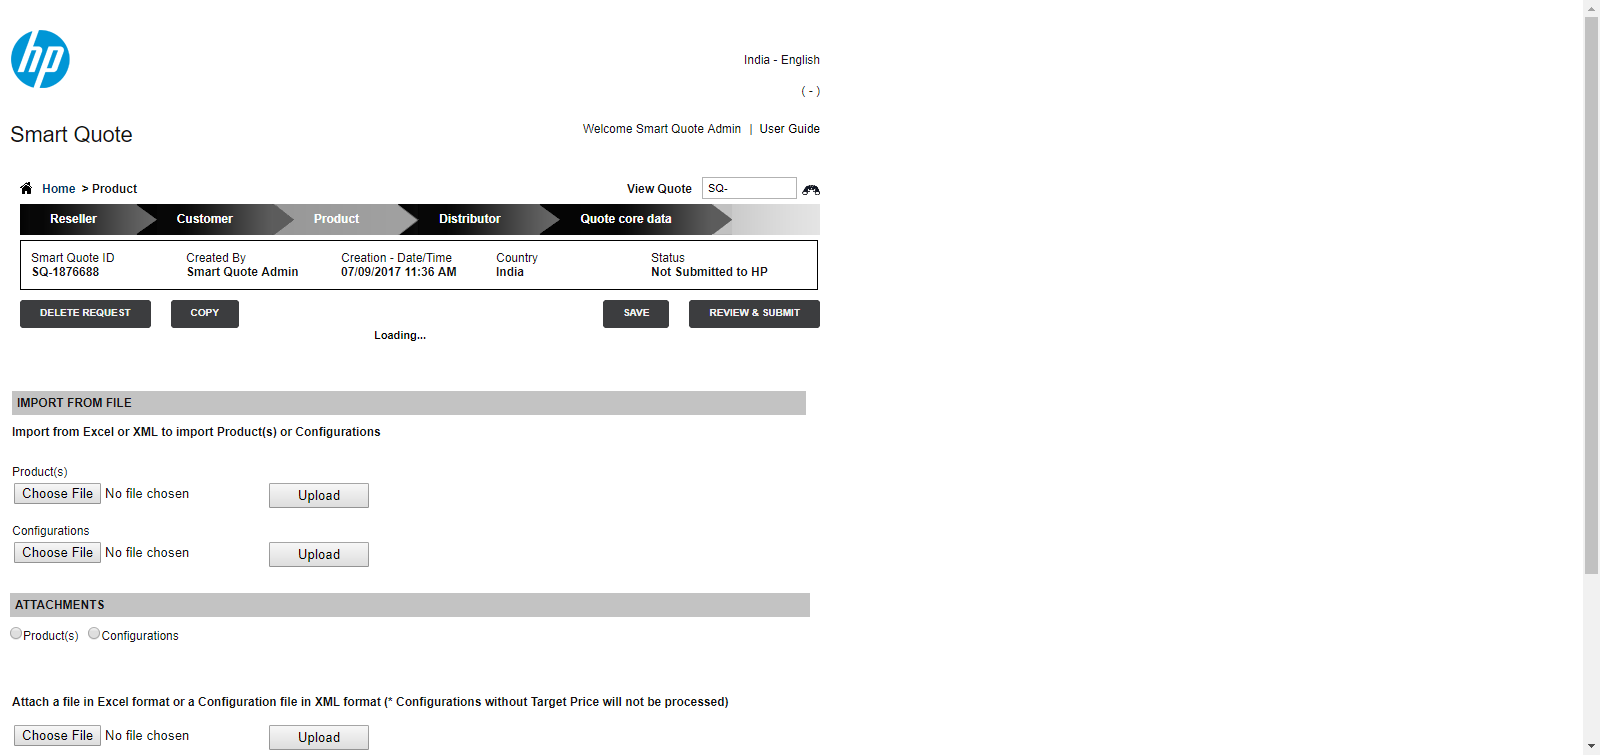 hp
India - English
( - )
Smart Quote
Welcome Smart Quote Admin | User Guide
Home > Product
View Quote SQ-
Reseller Customer Product Distributor Quote core data
Smart Quote ID Created By Creation - Date/Time Country Status
SQ-1876688 Smart Quote Admin 07/09/2017 11:36 AM India Not Submitted to HP
DELETE REQUEST COPY SAVE REVIEW & SUBMIT
Loading...
IMPORT FROM FILE
Import from Excel or XML to import Product(s) or Configurations
Product(s)
Choose File No file chosen Upload
Configurations
Choose File No file chosen Upload
ATTACHMENTS
Product(s) Configurations
Attach a file in Excel format or a Configuration file in XML format (* Configurations without Target Price will not be processed)
Choose File No file chosen Upload